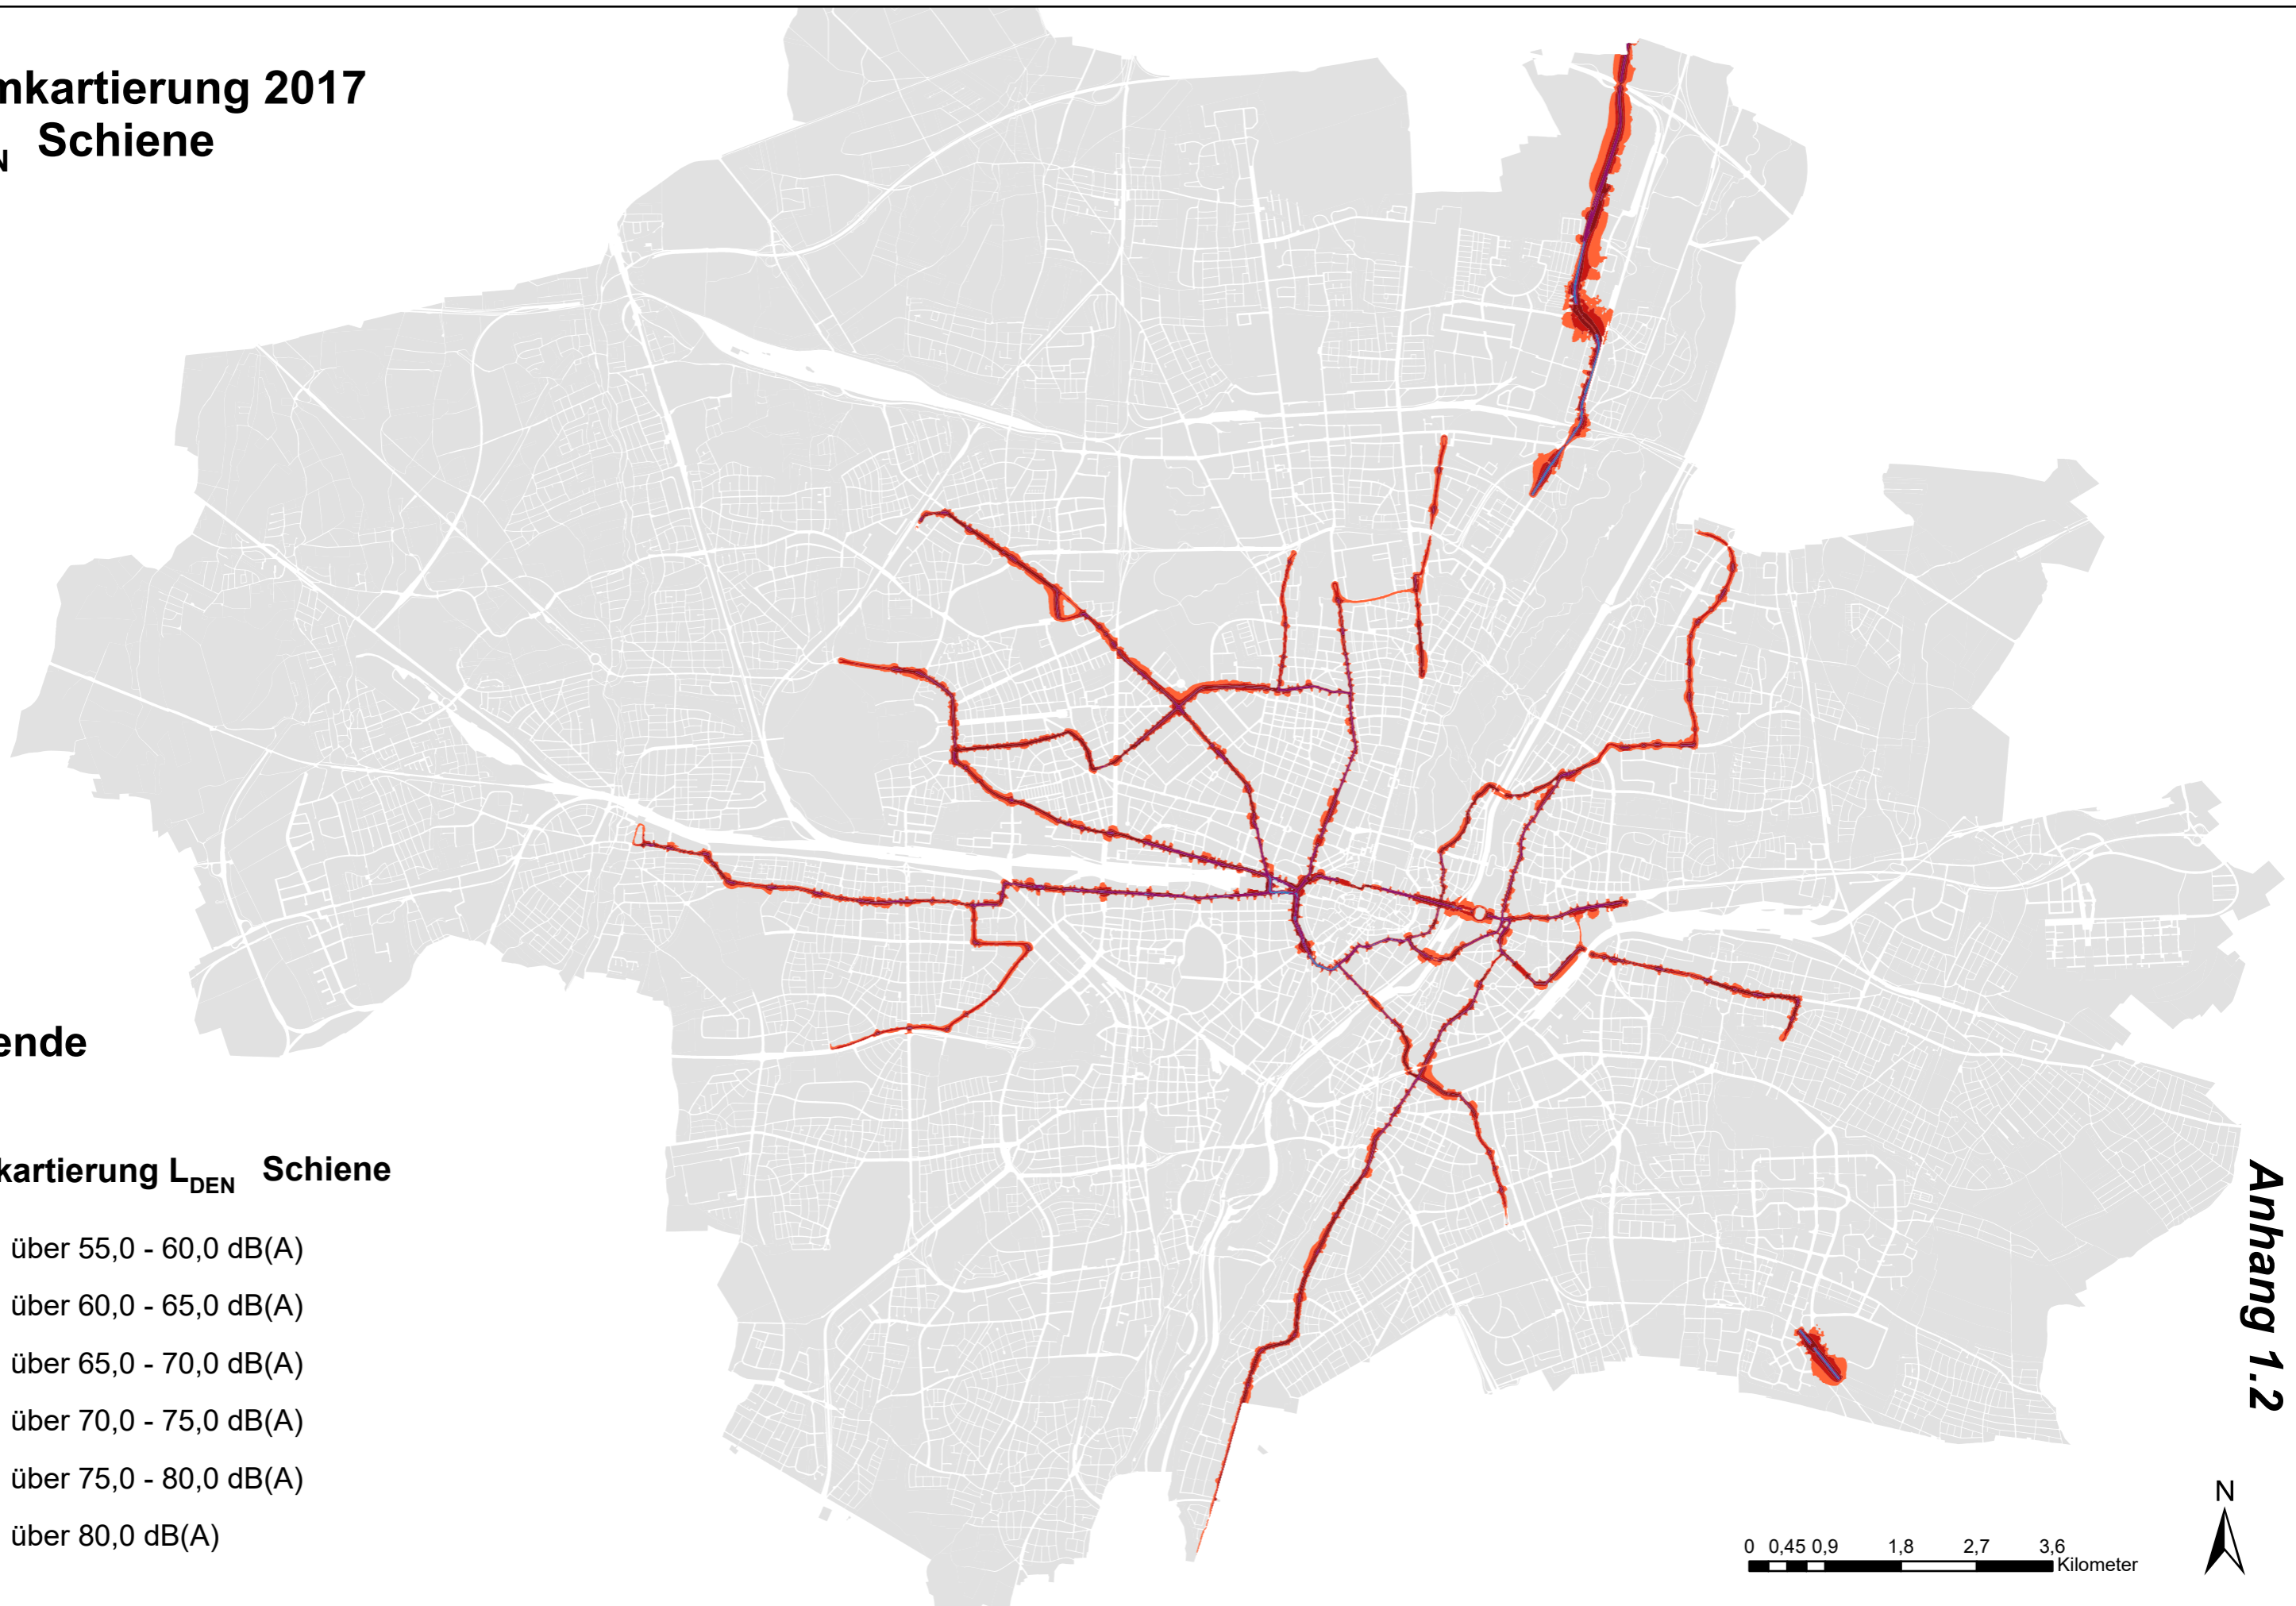 mkartierung 2017
N Schiene
ende
kartierung LDEN Schiene
über 55,0 - 60,0 dB(A)
über 60,0 - 65,0 dB(A)
über 65,0 - 70,0 dB(A)
über 70,0 - 75,0 dB(A)
über 75,0 - 80,0 dB(A)
über 80,0 dB(A)
Anhang 1.2
N
0 0,45 0,9 1,8 2,7 3,6
Kilometer